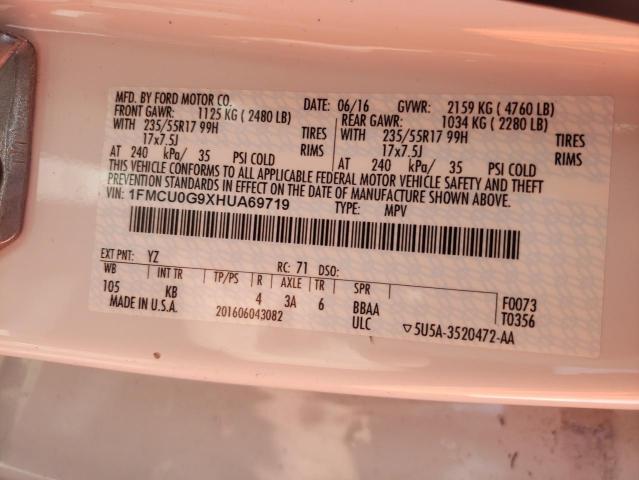 MFD. BY FORD MOTOR CO.
DATE: 06/16 GVWR: 2159 KG ( 4760 LB)
FRONT GAWR: 1125 KG ( 2480 LB) REAR GAWR: 1034 KG ( 2280 LB)
WITH 235/55R17 99H TIRES WITH 235/55R17 99H TIRES
17x7.5J RIMS 17x7.5J RIMS
AT 240 kPa/ 35 PSI COLD AT 240 kPa/ 35 PSI COLD
THIS VEHICLE CONFORMS TO ALL APPLICABLE FEDERAL MOTOR VEHICLE SAFETY AND THEFT
PREVENTION STANDARDS IN EFFECT ON THE DATE OF MANUFACTURE SHOWN ABOVE.
VIN: 1FMCU0G9XHUA69719 TYPE: MPV
EXT PNT: YZ RC: 71 DSO:
WB INT TR TP/PS R AXLE TR SPR
105 KB 4 3A 6 BBAA F0073
MADE IN U.S.A. 201606043082 ULC T0356
▽5U5A-3520472-AA